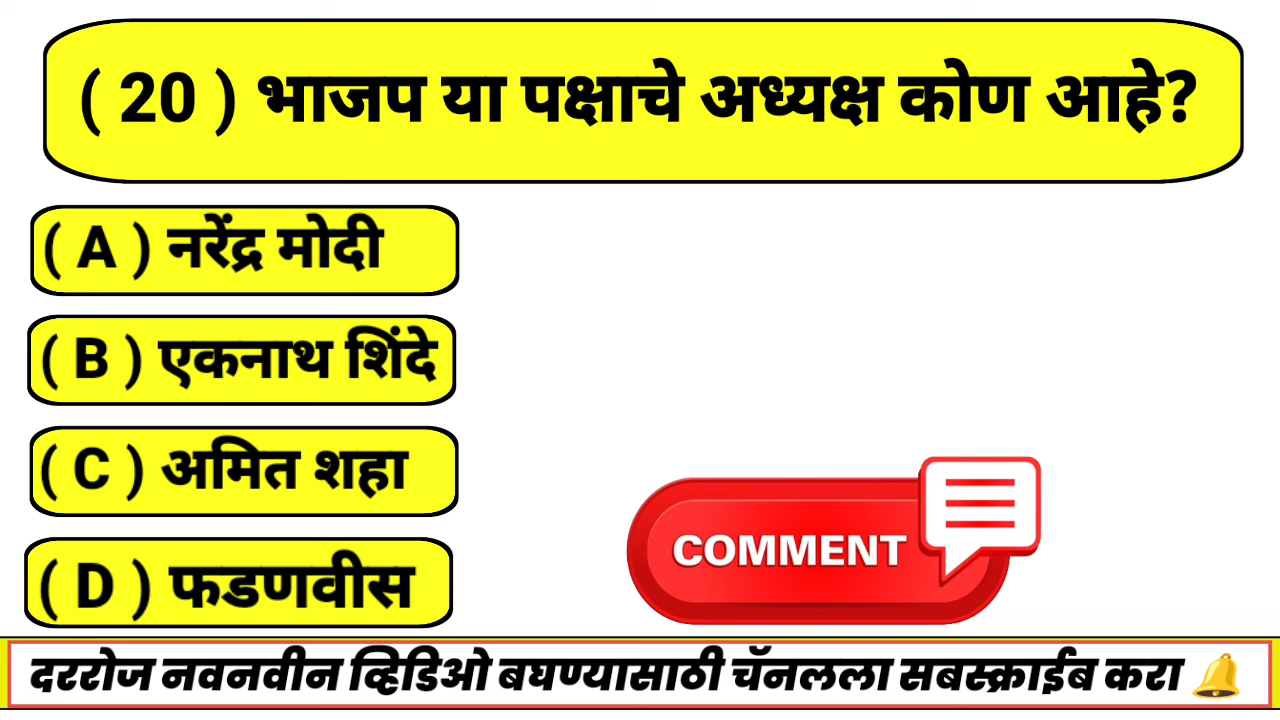 ( 20 ) भाजप या पक्षाचे अध्यक्ष कोण आहे?
( A ) नरेंद्र मोदी
( B ) एकनाथ शिंदे
( C ) अमित शहा
( D ) फडणवीस
COMMENT
दररोज नवनवीन व्हिडिओ बघण्यासाठी चॅनलला सबस्क्राईब करा 🔔